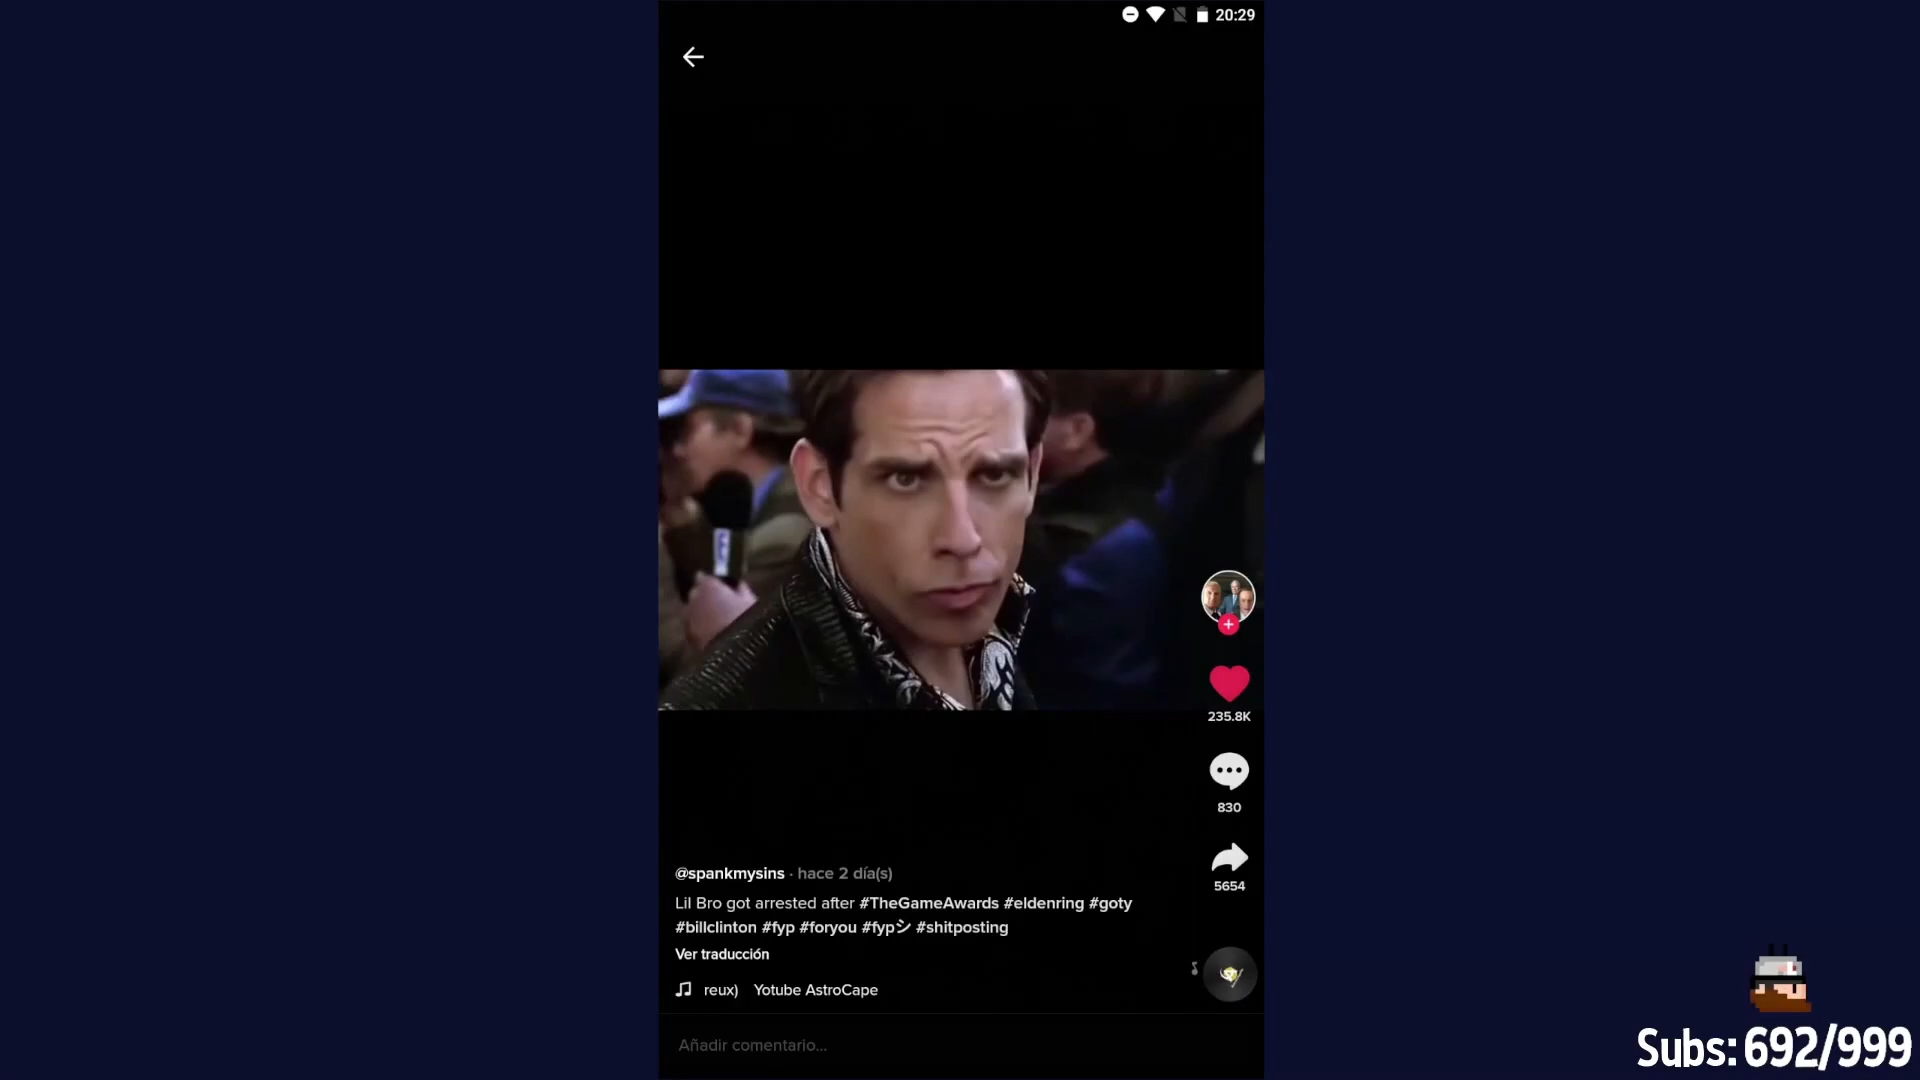 20:29
235.8K
830
5654
@spankmysins · hace 2 día(s)
Lil Bro got arrested after #TheGameAwards #eldenring #goty
#billclinton #fyp #foryou #fypシ #shitposting
Ver traducción
reux) Yotube AstroCape
Añadir comentario...
Subs: 692/999